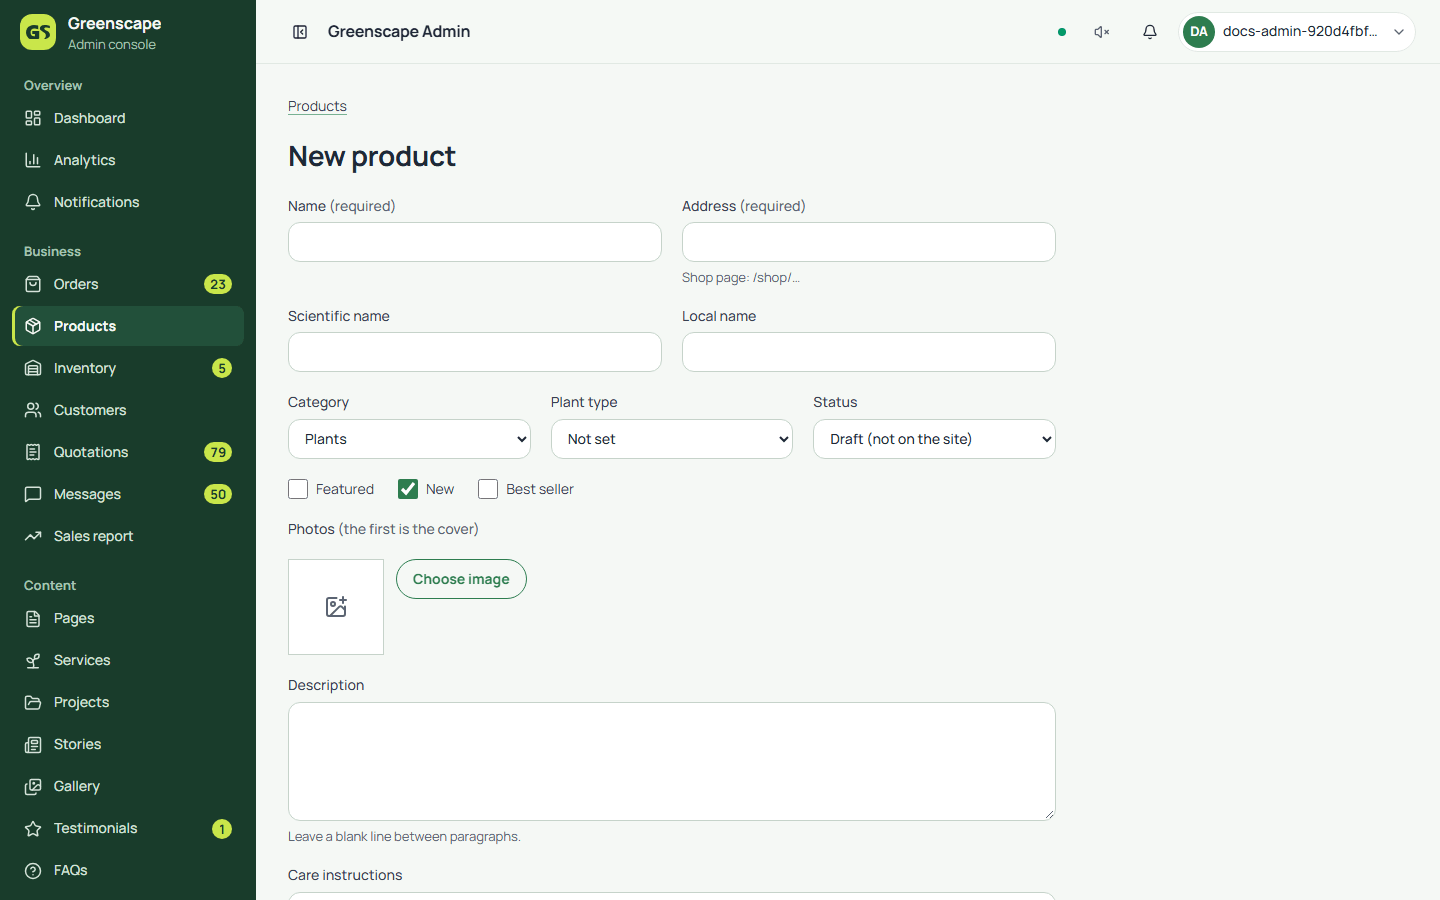 GS
Greenscape
Admin console
Overview
Dashboard
Analytics
Notifications
Business
Orders 23
Products
Inventory 5
Customers
Quotations 79
Messages 50
Sales report
Content
Pages
Services
Projects
Stories
Gallery
Testimonials 1
FAQs
Greenscape Admin
DA docs-admin-920d4fbf...
Products
New product
Name (required) Address (required)
Shop page: /shop/...
Scientific name Local name
Category Plant type Status
Plants Not set Draft (not on the site)
Featured New Best seller
Photos (the first is the cover)
Choose image
Description
Leave a blank line between paragraphs.
Care instructions